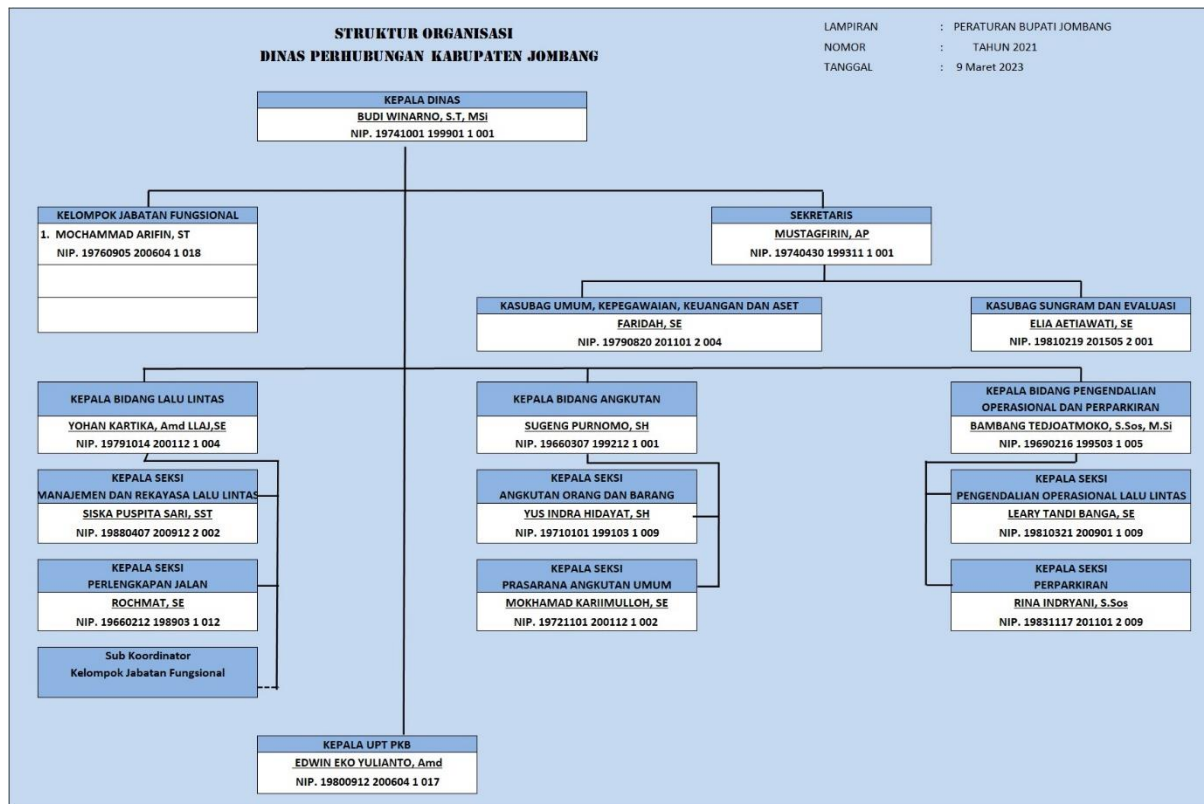 STRUKTUR ORGANISASI
DINAS PERHUBUNGAN KABUPATEN JOMBANG
LAMPIRAN : PERATURAN BUPATI JOMBANG
NOMOR : TAHUN 2021
TANGGAL : 9 Maret 2023
KEPALA DINAS
BUDI WINARNO, S.T, MSi
NIP. 19741001 199901 1 001
KELOMPOK JABATAN FUNGSIONAL
1. MOCHAMMAD ARIFIN, ST
NIP. 19760905 200604 1 018
SEKRETARIS
MUSTAGFIRIN, AP
NIP. 19740430 199311 1 001
KASUBAG UMUM, KEPEGAWAIAN, KEUANGAN DAN ASET
FARIDAH, SE
NIP. 19790820 201101 2 004
KASUBAG SUNGRAM DAN EVALUASI
ELIA AETIAWATI, SE
NIP. 19810219 201505 2 001
KEPALA BIDANG LALU LINTAS
YOHAN KARTIKA, Amd LLAJ,SE
NIP. 19791014 200112 1 004
KEPALA BIDANG ANGKUTAN
SUGENG PURNOMO, SH
NIP. 19660307 199212 1 001
KEPALA BIDANG PENGENDALIAN
OPERASIONAL DAN PERPARKIRAN
BAMBANG TEDJOATMOKO, S.Sos, M.Si
NIP. 19690216 199503 1 005
KEPALA SEKSI
MANAJEMEN DAN REKAYASA LALU LINTAS
SISKA PUSPITA SARI, SST
NIP. 19880407 200912 2 002
KEPALA SEKSI
ANGKUTAN ORANG DAN BARANG
YUS INDRA HIDAYAT, SH
NIP. 19710101 199103 1 009
KEPALA SEKSI
PENGENDALIAN OPERASIONAL LALU LINTAS
LEARY TANDI BANGA, SE
NIP. 19810321 200901 1 009
KEPALA SEKSI
PERLENGKAPAN JALAN
ROCHMAT, SE
NIP. 19660212 198903 1 012
KEPALA SEKSI
PRASARANA ANGKUTAN UMUM
MOKHAMAD KARIIMULLOH, SE
NIP. 19721101 200112 1 002
KEPALA SEKSI
PERPARKIRAN
RINA INDRYANI, S.Sos
NIP. 19831117 201101 2 009
Sub Koordinator
Kelompok Jabatan Fungsional
KEPALA UPT PKB
EDWIN EKO YULIANTO, Amd
NIP. 19800912 200604 1 017